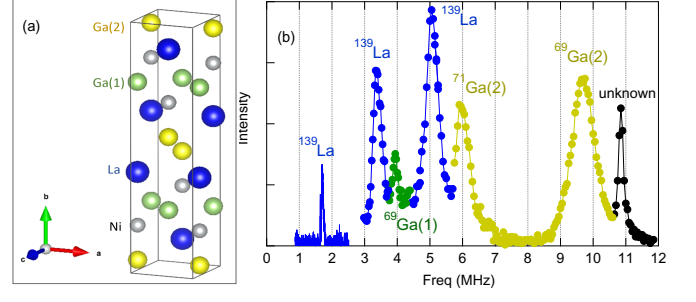 (a)
Ga(2)
Ga(1)
La
Ni
b
a
c
(b)
Intensity
¹³⁹La
¹³⁹La
¹³⁹La
⁶⁹Ga(1)
⁷¹Ga(2)
⁶⁹Ga(2)
unknown
0 1 2 3 4 5 6 7 8 9 10 11 12
Freq (MHz)